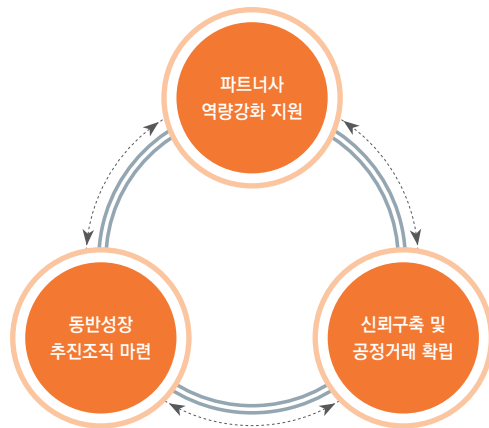 파트너사
역량강화 지원
동반성장
추진조직 마련
신뢰구축 및
공정거래 확립